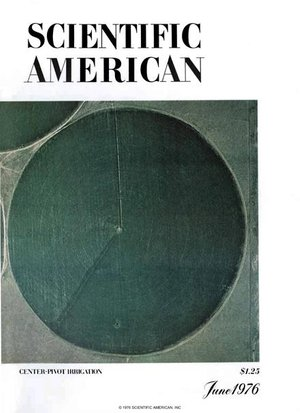 SCIENTIFIC
AMERICAN
CENTER-PIVOT IRRIGATION
$1.25
June 1976
© 1976 SCIENTIFIC AMERICAN, INC